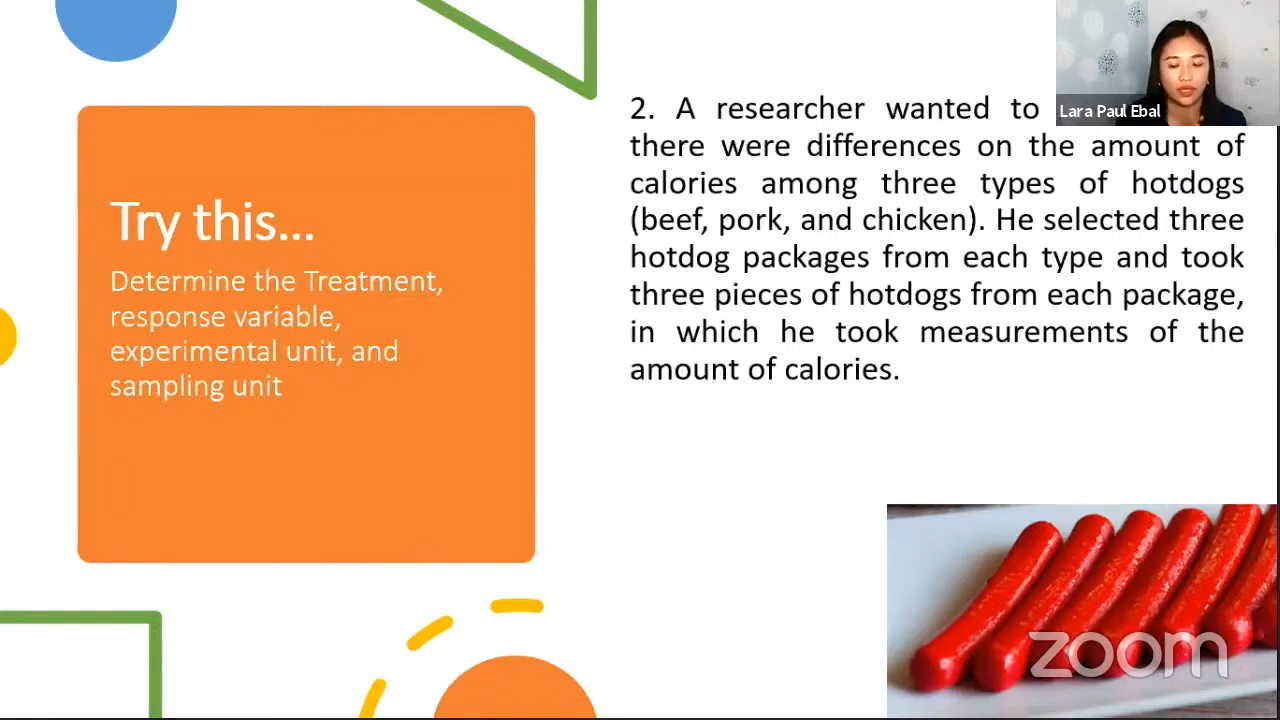 Try this...
Determine the Treatment,
response variable,
experimental unit, and
sampling unit
2. A researcher wanted to
there were differences on the amount of
calories among three types of hotdogs
(beef, pork, and chicken). He selected three
hotdog packages from each type and took
three pieces of hotdogs from each package,
in which he took measurements of the
amount of calories.
Lara Paul Ebal
zoom